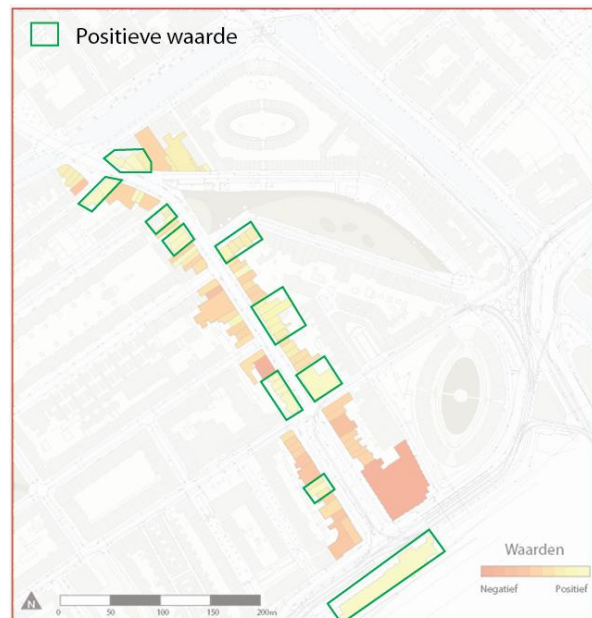 Positieve waarde
Waarden
Negatief Positief
N
0 50 100 150 200m